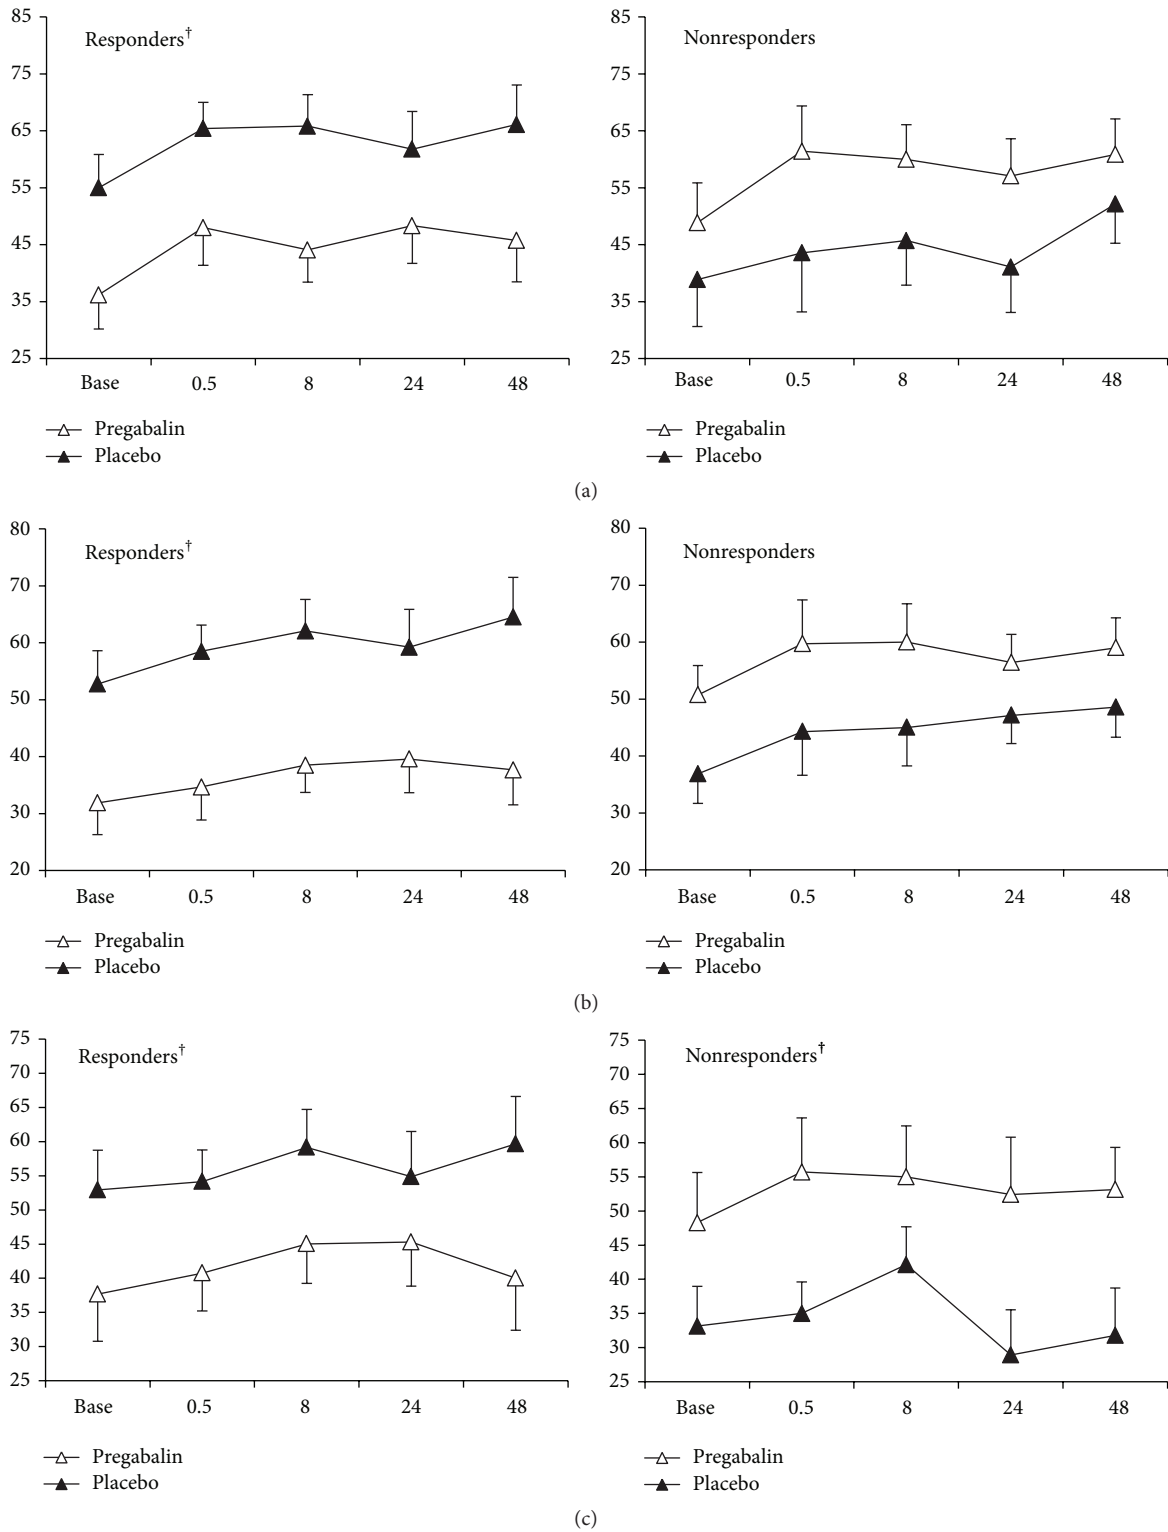 Responders†
85
75
65
55
45
35
25
Base 0.5 8 24 48
Pregabalin
Placebo
Nonresponders
85
75
65
55
45
35
25
Base 0.5 8 24 48
Pregabalin
Placebo
(a)
Responders†
80
70
60
50
40
30
20
Base 0.5 8 24 48
Pregabalin
Placebo
Nonresponders
80
70
60
50
40
30
20
Base 0.5 8 24 48
Pregabalin
Placebo
(b)
Responders†
75
70
65
60
55
50
45
40
35
30
25
Base 0.5 8 24 48
Pregabalin
Placebo
Nonresponders†
75
70
65
60
55
50
45
40
35
30
25
Base 0.5 8 24 48
Pregabalin
Placebo
(c)